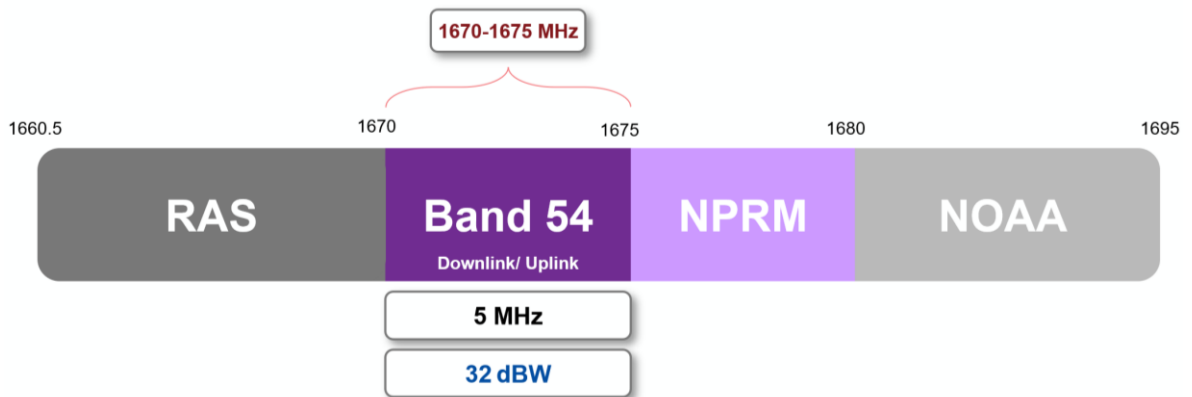 1670-1675 MHz
1660.5 1670 1675 1680 1695
RAS Band 54 NPRM NOAA
Downlink/ Uplink
5 MHz
32 dBW